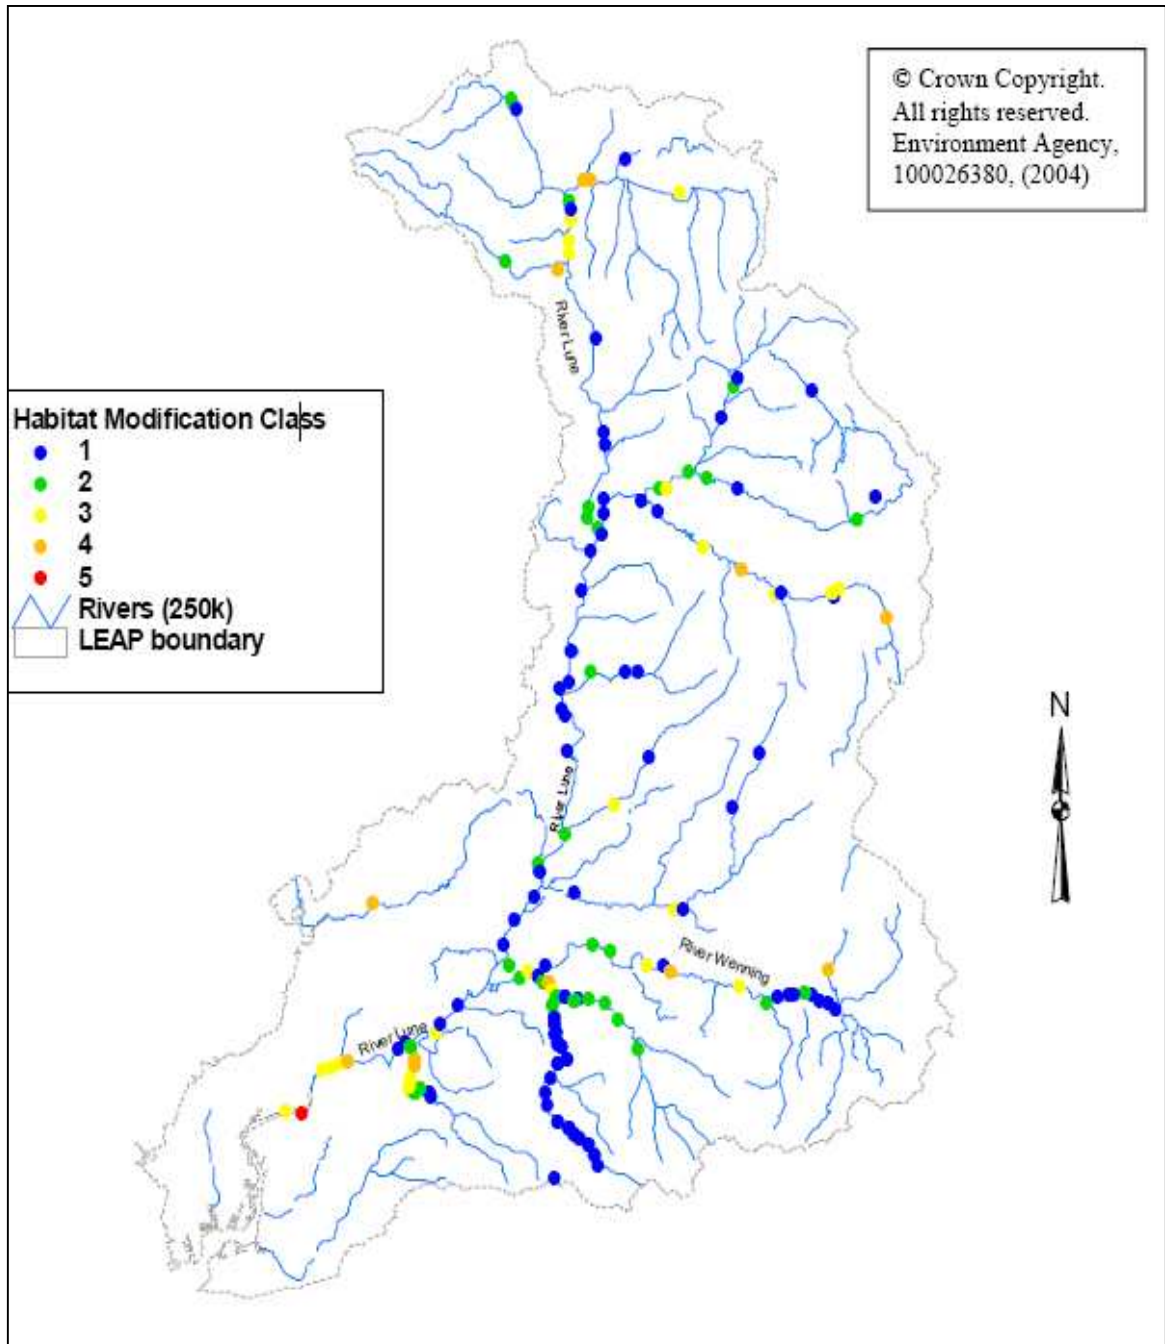 © Crown Copyright.
All rights reserved.
Environment Agency,
100026380, (2004)
River Lune
Habitat Modification Class
1
2
3
4
5
Rivers (250k)
LEAP boundary
N
River Lune
River Wenning
River Lune